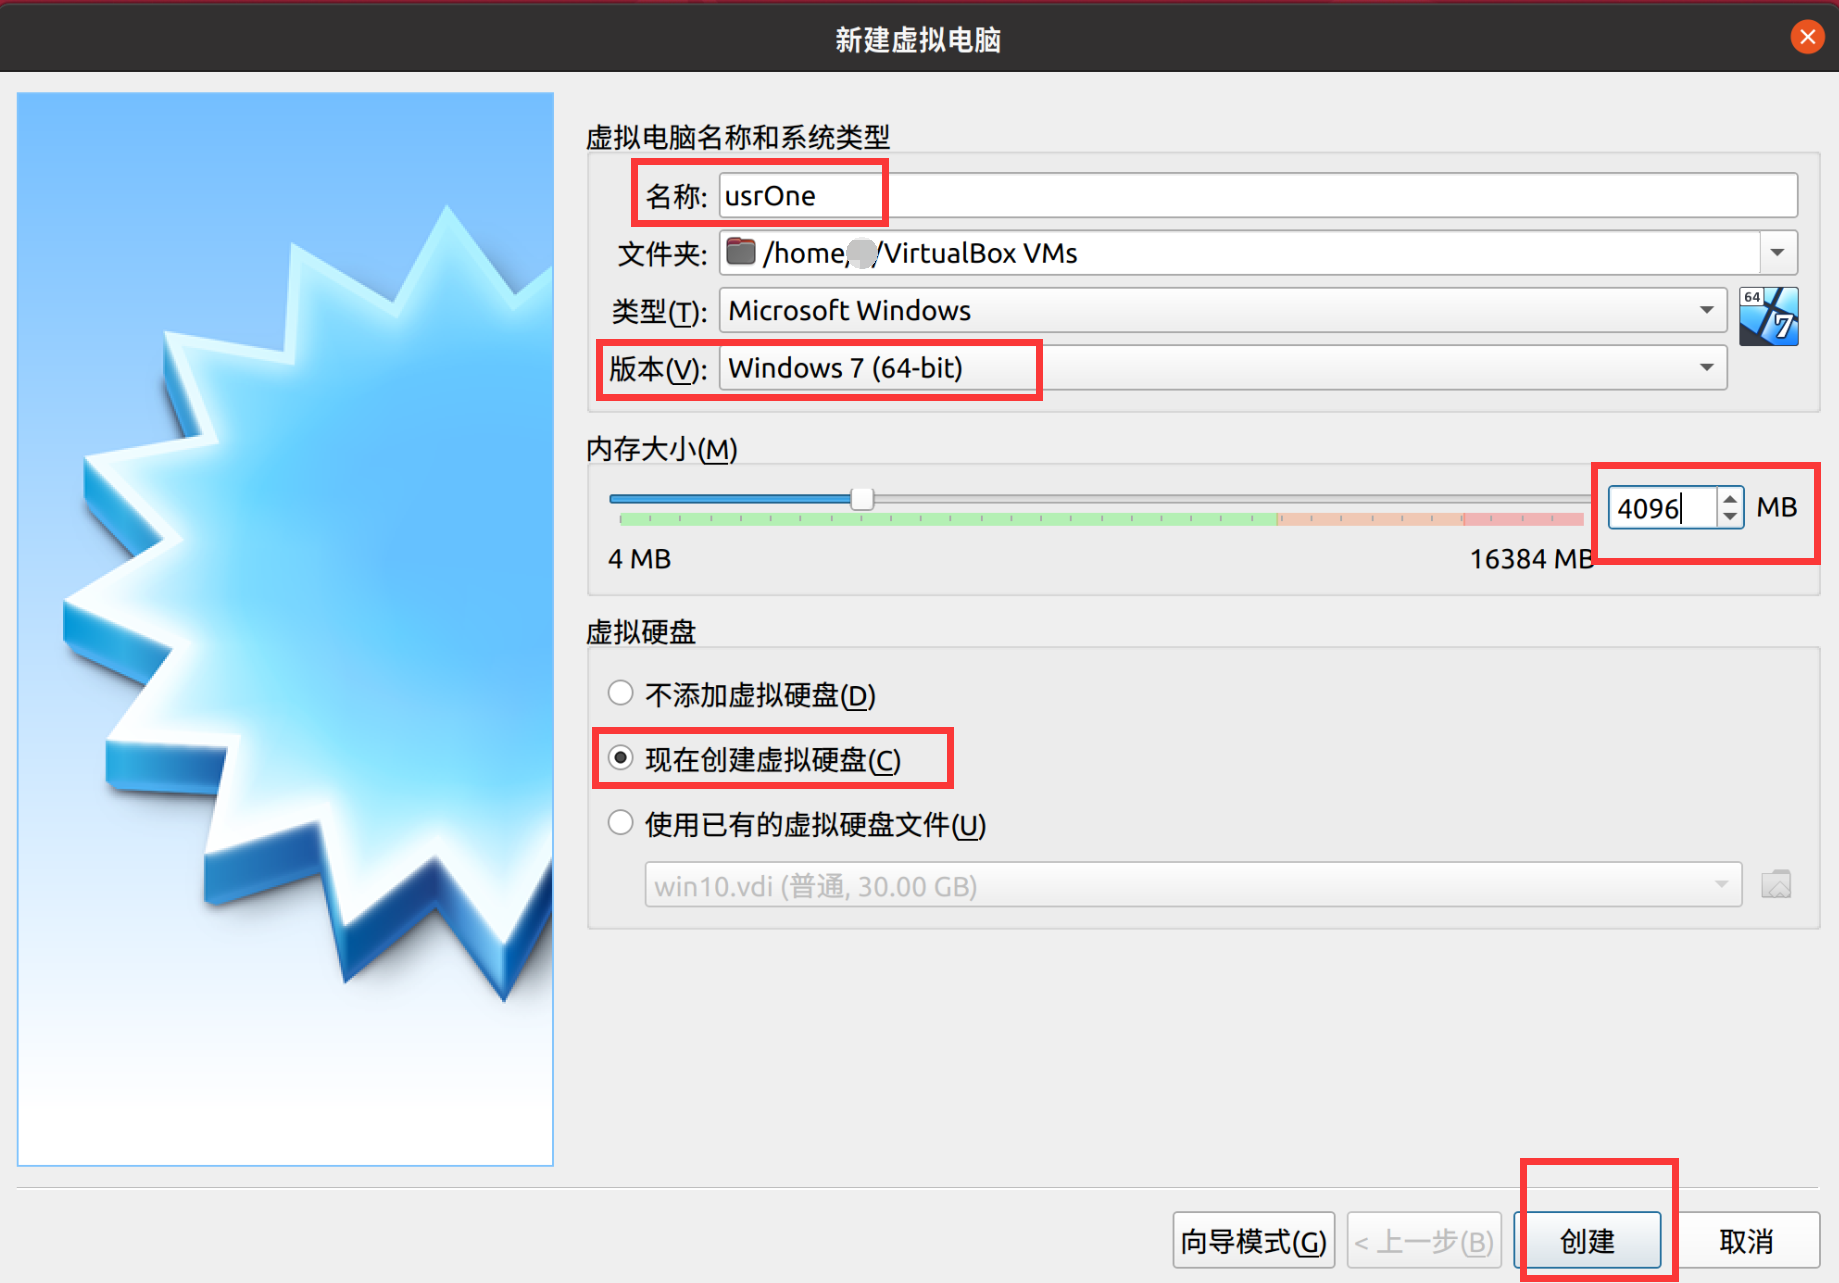 新建虚拟电脑
虚拟电脑名称和系统类型
名称: usrOne
文件夹: /home/ /VirtualBox VMs
类型(T): Microsoft Windows
64
7
版本(V): Windows 7 (64-bit)
内存大小(M)
4096 MB
4 MB 16384 MB
虚拟硬盘
不添加虚拟硬盘(D)
现在创建虚拟硬盘(C)
使用已有的虚拟硬盘文件(U)
win10.vdi (普通, 30.00 GB)
向导模式(G) < 上一步(B) 创建 取消